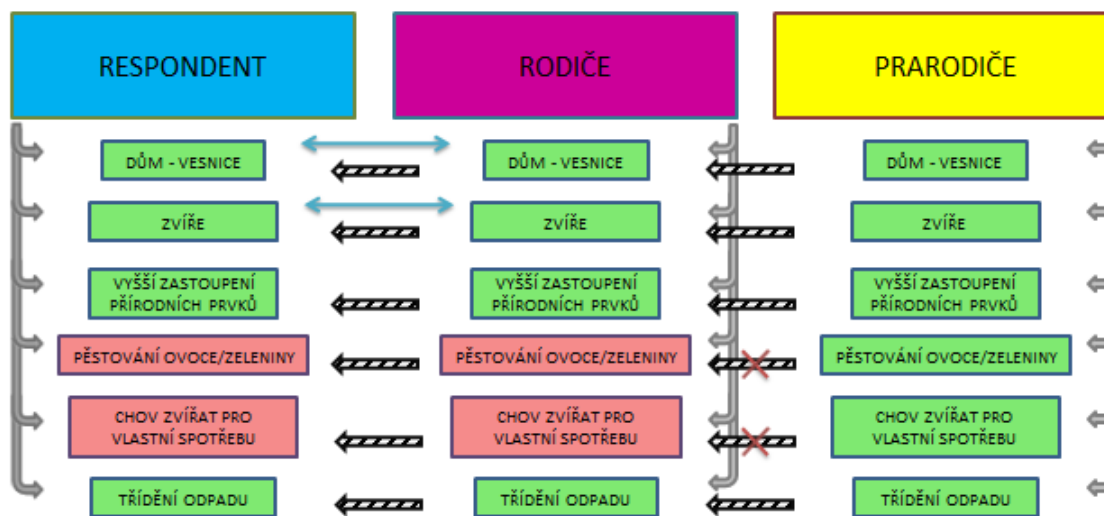 RESPONDENT
RODIČE
PRARODIČE
DŮM - VESNICE
DŮM - VESNICE
DŮM - VESNICE
ZVÍŘE
ZVÍŘE
ZVÍŘE
VYŠŠÍ ZASTOUPENÍ
PŘÍRODNÍCH PRVKŮ
VYŠŠÍ ZASTOUPENÍ
PŘÍRODNÍCH PRVKŮ
VYŠŠÍ ZASTOUPENÍ
PŘÍRODNÍCH PRVKŮ
PĚSTOVÁNÍ OVOCE/ZELENINY
PĚSTOVÁNÍ OVOCE/ZELENINY
PĚSTOVÁNÍ OVOCE/ZELENINY
CHOV ZVÍŘAT PRO
VLASTNÍ SPOTŘEBU
CHOV ZVÍŘAT PRO
VLASTNÍ SPOTŘEBU
CHOV ZVÍŘAT PRO
VLASTNÍ SPOTŘEBU
TŘÍDĚNÍ ODPADU
TŘÍDĚNÍ ODPADU
TŘÍDĚNÍ ODPADU